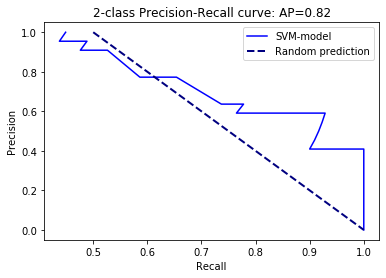 2-class Precision-Recall curve: AP=0.82
SVM-model
Random prediction
Precision
1.0
0.8
0.6
0.4
0.2
0.0
0.5
0.6
0.7
0.8
0.9
1.0
Recall